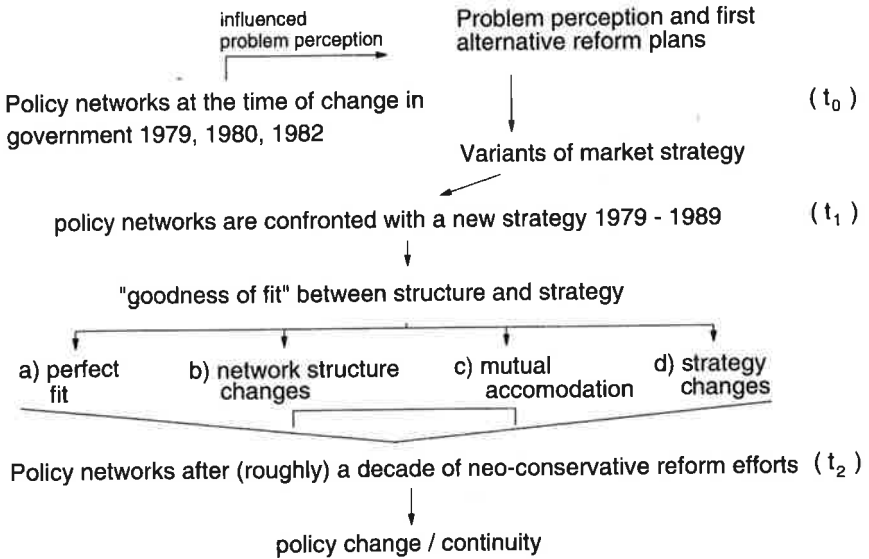 influenced
problem perception
Problem perception and first
alternative reform plans
Policy networks at the time of change in
government 1979, 1980, 1982
(t0)
Variants of market strategy
policy networks are confronted with a new strategy 1979 - 1989
(t1)
"goodness of fit" between structure and strategy
a) perfect
fit
b) network structure
changes
c) mutual
accomodation
d) strategy
changes
Policy networks after (roughly) a decade of neo-conservative reform efforts (t2)
policy change / continuity